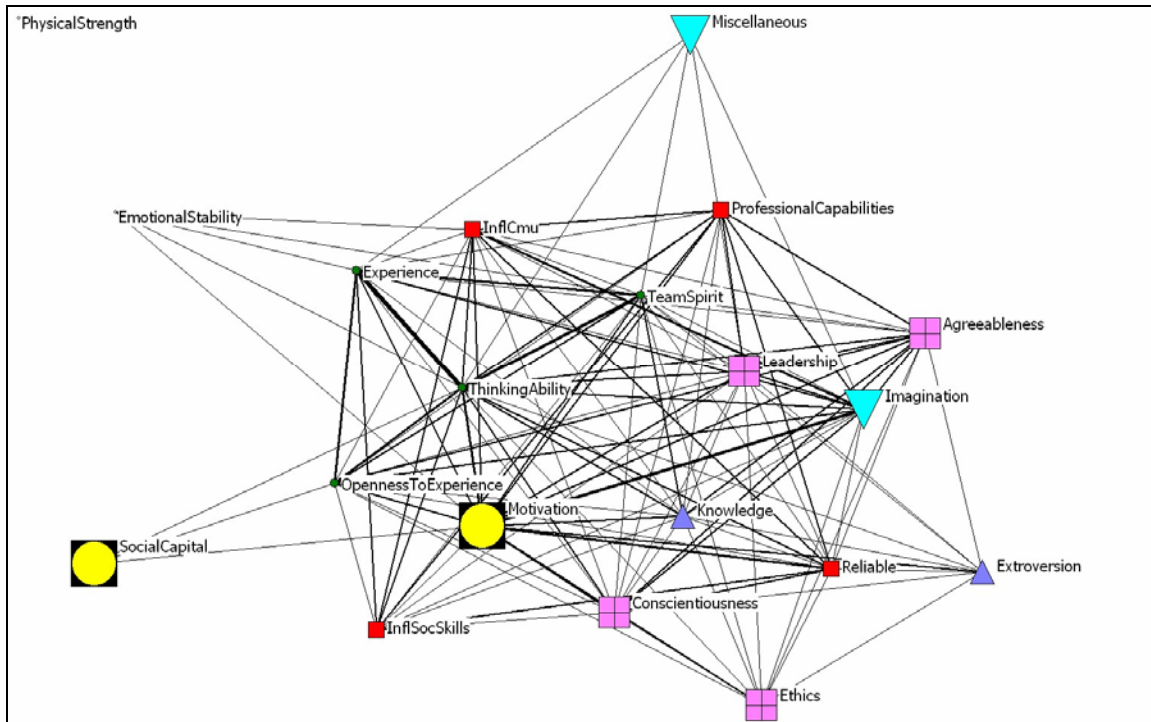 PhysicalStrength
Miscellaneous
EmotionalStability
InflCmu
ProfessionalCapabilities
Experience
TeamSpirit
Agreeableness
Leadership
ThinkingAbility
Imagination
OpennessToExperience
Motivation
Knowledge
SocialCapital
Reliable
Extroversion
Conscientiousness
InflSocSkills
Ethics